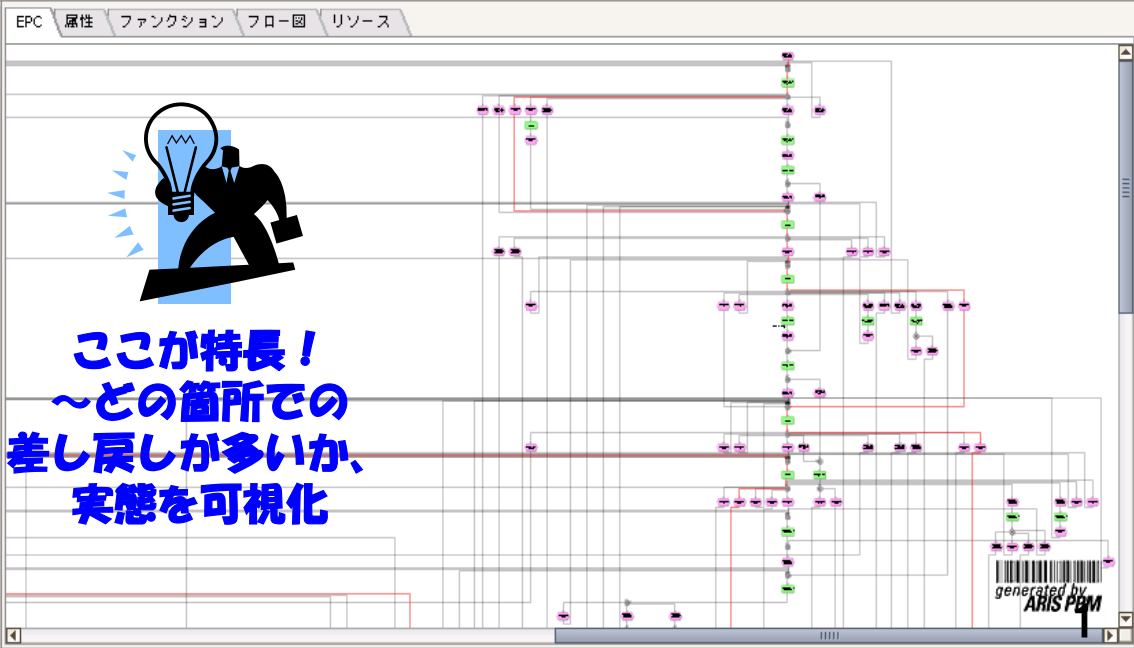 EPC 属性 ファンクション フロー図 リソース
ここが特長！
～どの箇所での
差し戻しが多いか、
実態を可視化
generated by
ARIS PPM
1